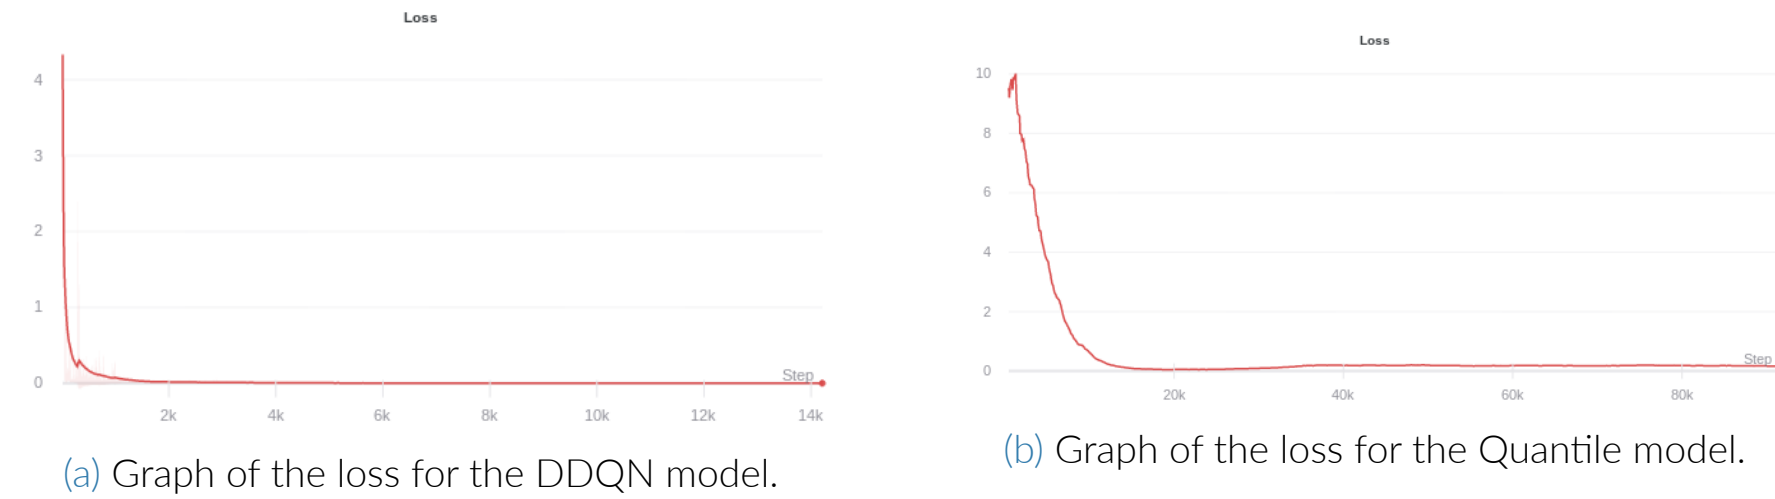 Loss
4
3
2
1
0
Step
2k 4k 6k 8k 10k 12k 14k
(a) Graph of the loss for the DDQN model.
Loss
10
8
6
4
2
0
Step
20k 40k 60k 80k
(b) Graph of the loss for the Quantile model.